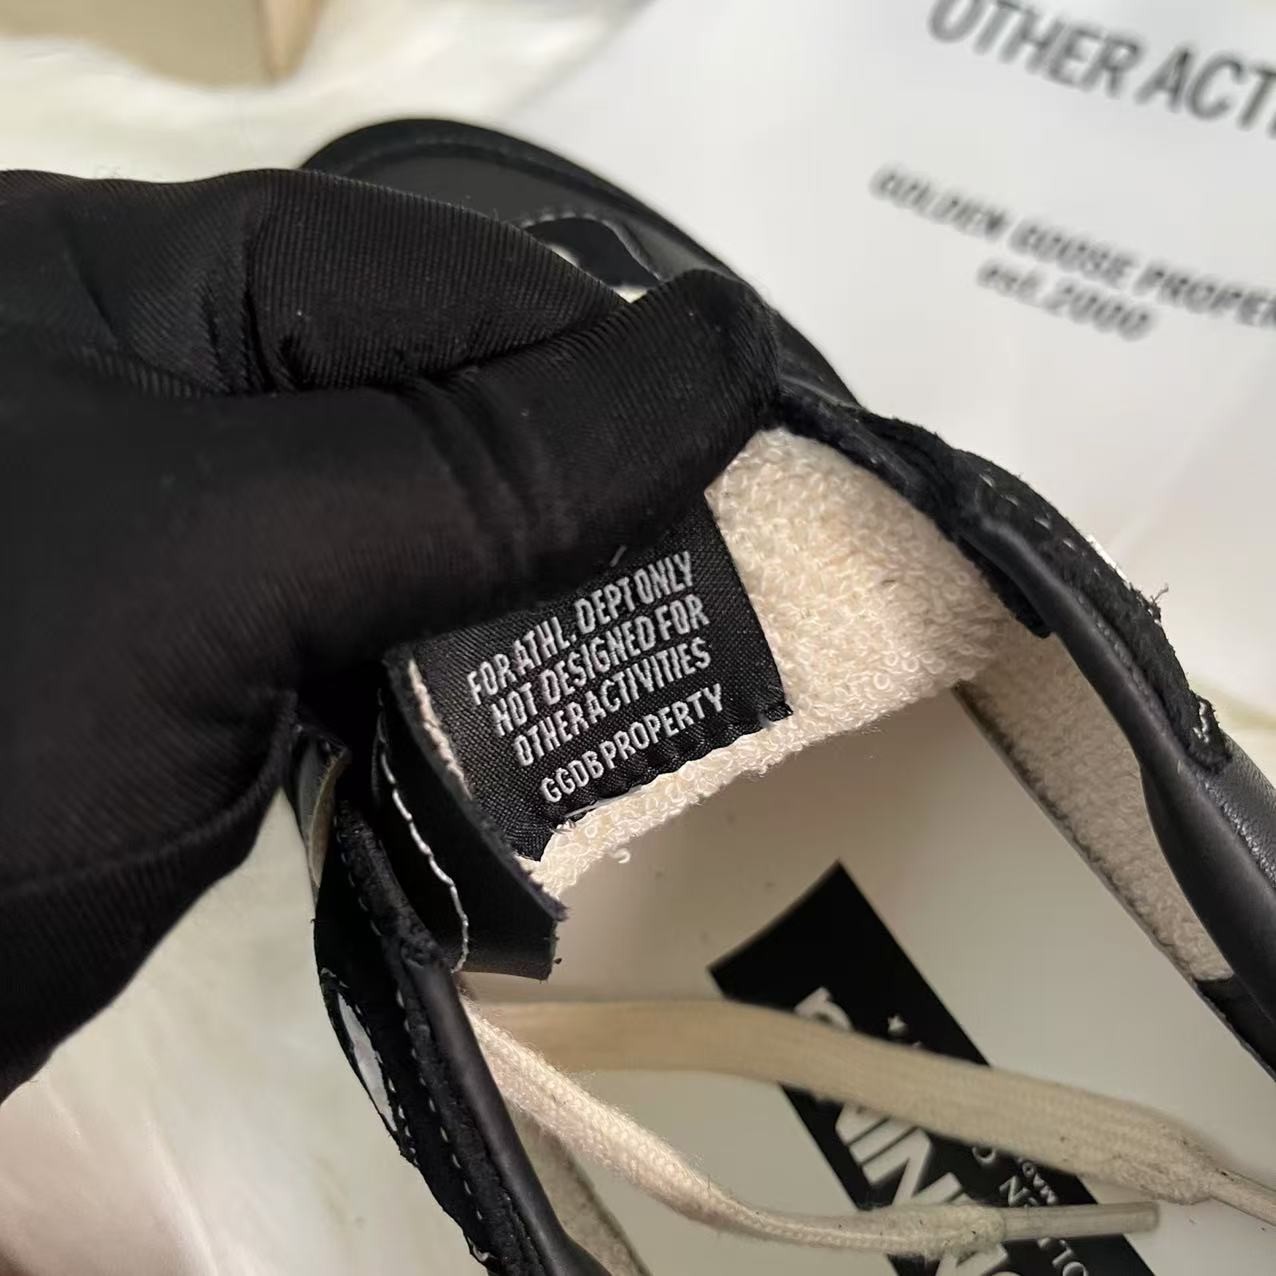 OTHER ACT
GOLDEN GOOSE PROPER
est.2000
FOR ATHL. DEPT ONLY
NOT DESIGNED FOR
OTHER ACTIVITIES
GGDB PROPERTY